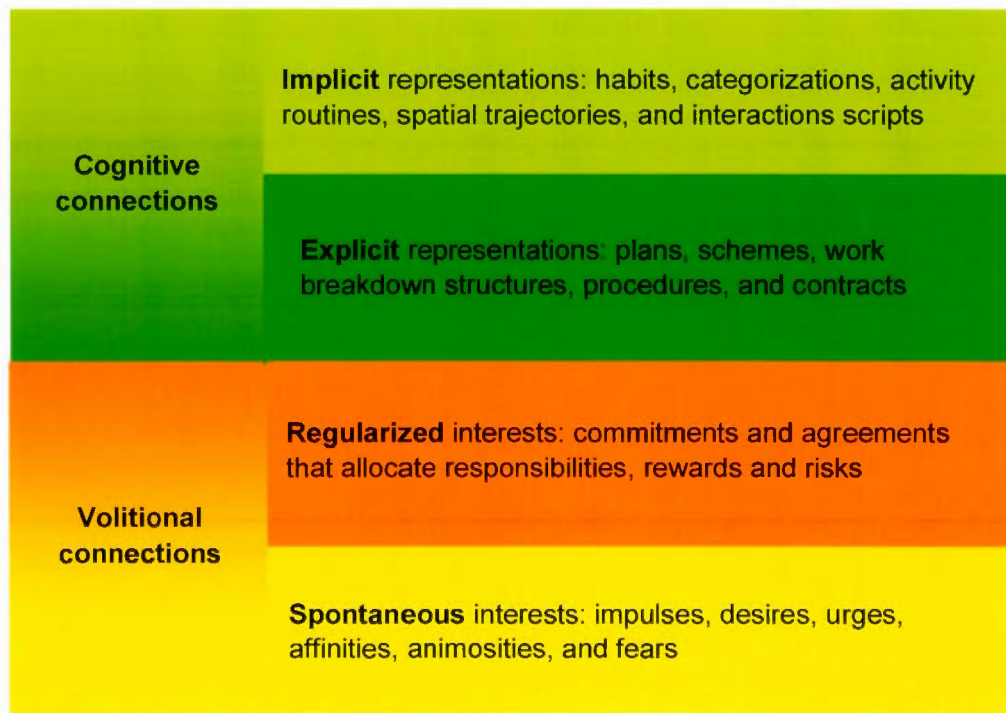 Cognitive
connections
Implicit representations: habits, categorizations, activity
routines, spatial trajectories, and interactions scripts
Explicit representations: plans, schemes, work
breakdown structures, procedures, and contracts
Volitional
connections
Regularized interests: commitments and agreements
that allocate responsibilities, rewards and risks
Spontaneous interests: impulses, desires, urges,
affinities, animosities, and fears